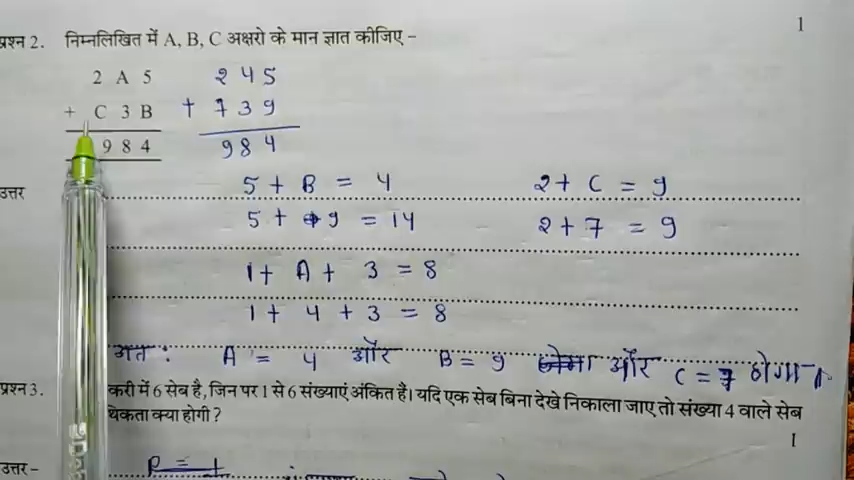 1
प्रश्न 2. निम्नलिखित में A, B, C अक्षरो के मान ज्ञात कीजिए –
2 A 5 2 4 5
+ C 3 B + 7 3 9
9 8 4 9 8 4
उत्तर 5 + B = 4 2 + C = 9
5 + 9 = 14 2 + 7 = 9
1 + A + 3 = 8
1 + 4 + 3 = 8
अतः A = 4 और B = 9 और C = 7 होगा।
प्रश्न 3. करी में 6 सेब है, जिन पर 1 से 6 संख्याएं अंकित है। यदि एक सेब बिना देखे निकाला जाए तो संख्या 4 वाले सेब
यिकता क्या होगी ?
1
उत्तर –